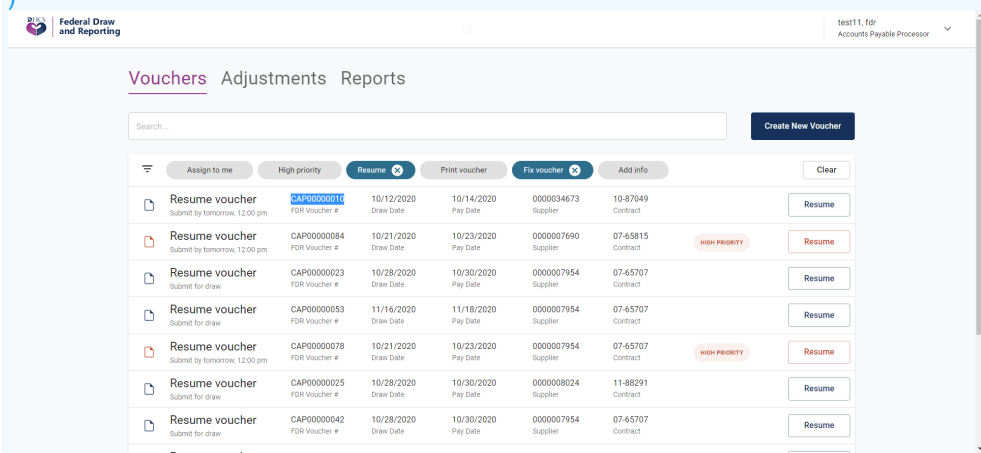 DHCS
Federal Draw
and Reporting
test11, fdr
Accounts Payable Processor
Vouchers Adjustments Reports
Search...
Create New Voucher
Assign to me High priority Resume Print voucher Fix voucher Add info Clear
Resume voucher CAP00000010 10/12/2020 10/14/2020 0000034673 10-87049 Resume
Submit by tomorrow, 12:00 pm FDR Voucher # Draw Date Pay Date Supplier Contract
Resume voucher CAP00000084 10/21/2020 10/23/2020 0000007690 07-65815 HIGH PRIORITY Resume
Submit by tomorrow, 12:00 pm FDR Voucher # Draw Date Pay Date Supplier Contract
Resume voucher CAP00000023 10/28/2020 10/30/2020 0000007954 07-65707 Resume
Submit for draw FDR Voucher # Draw Date Pay Date Supplier Contract
Resume voucher CAP00000053 11/16/2020 11/18/2020 0000007954 07-65707 Resume
Submit for draw FDR Voucher # Draw Date Pay Date Supplier Contract
Resume voucher CAP00000078 10/21/2020 10/23/2020 0000007954 07-65707 HIGH PRIORITY Resume
Submit by tomorrow, 12:00 pm FDR Voucher # Draw Date Pay Date Supplier Contract
Resume voucher CAP00000025 10/28/2020 10/30/2020 0000008024 11-88291 Resume
Submit for draw FDR Voucher # Draw Date Pay Date Supplier Contract
Resume voucher CAP00000042 10/28/2020 10/30/2020 0000007954 07-65707 Resume
Submit for draw FDR Voucher # Draw Date Pay Date Supplier Contract